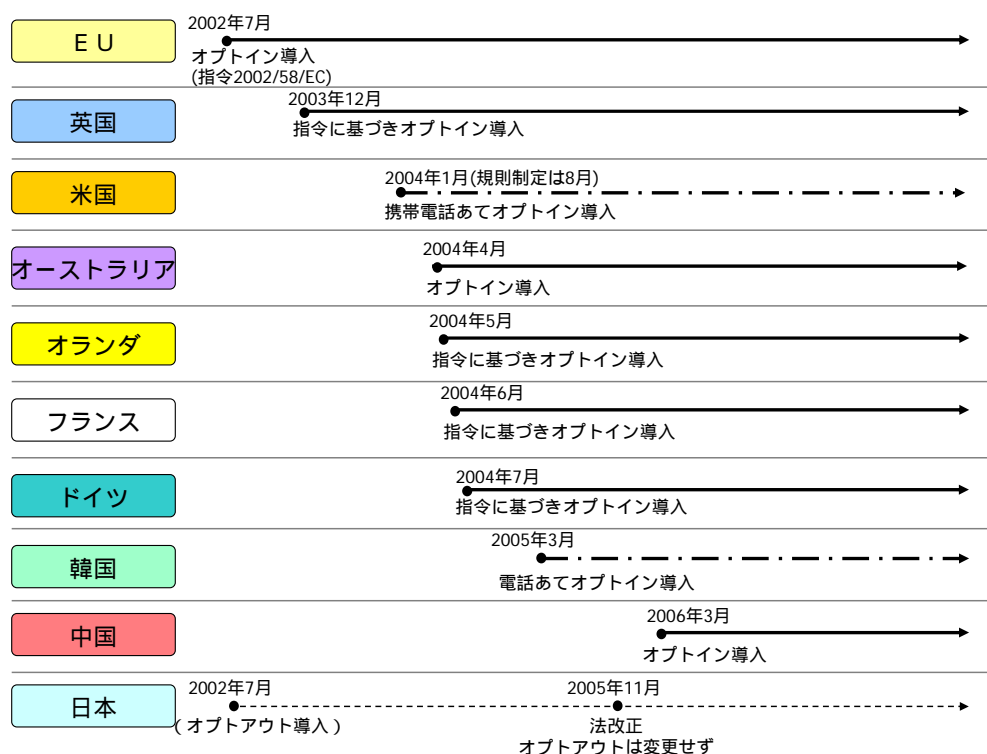 EU
2002年7月
オプトイン導入
(指令2002/58/EC)
英国
2003年12月
指令に基づきオプトイン導入
米国
2004年1月(規則制定は8月)
携帯電話あてオプトイン導入
オーストラリア
2004年4月
オプトイン導入
オランダ
2004年5月
指令に基づきオプトイン導入
フランス
2004年6月
指令に基づきオプトイン導入
ドイツ
2004年7月
指令に基づきオプトイン導入
韓国
2005年3月
電話あてオプトイン導入
中国
2006年3月
オプトイン導入
日本
2002年7月
(オプトアウト導入)
2005年11月
法改正
オプトアウトは変更せず